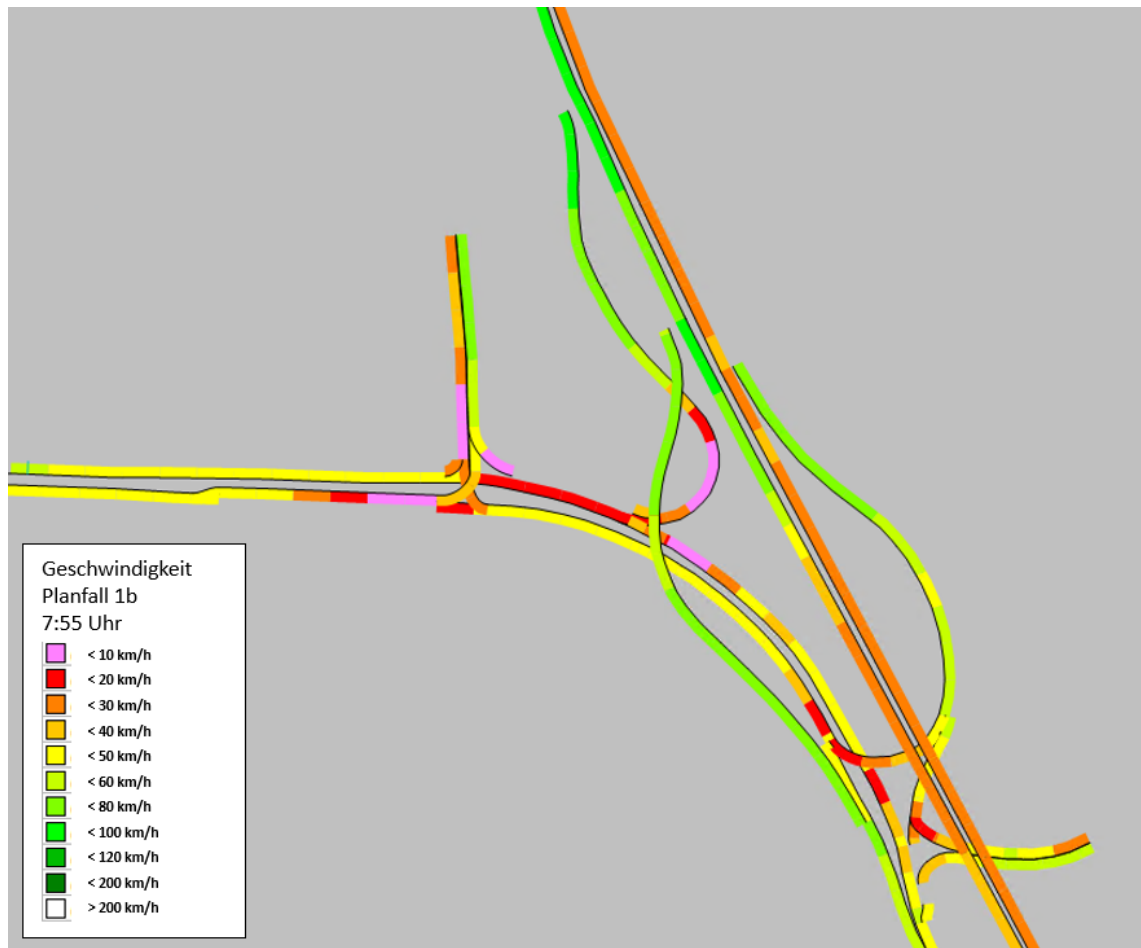 Geschwindigkeit
Planfall 1b
7:55 Uhr
< 10 km/h
< 20 km/h
< 30 km/h
< 40 km/h
< 50 km/h
< 60 km/h
< 80 km/h
< 100 km/h
< 120 km/h
< 200 km/h
> 200 km/h